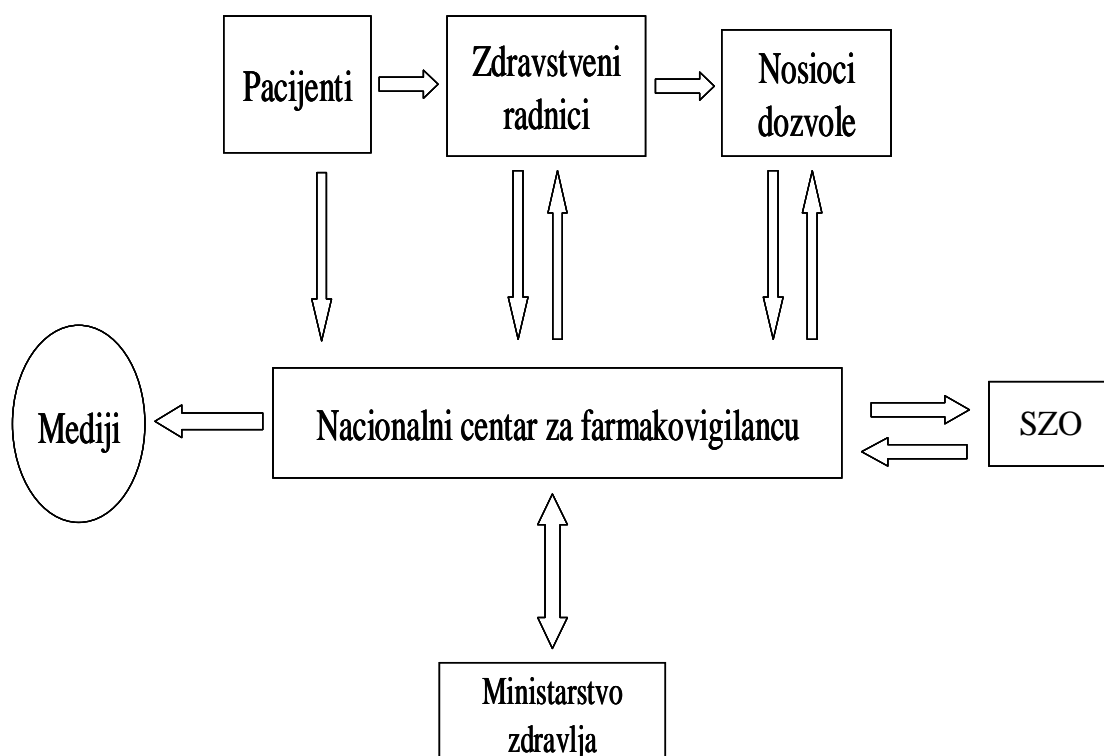 Pacijenti
Zdravstveni
radnici
Nosioci
dozvole
Mediji
Nacionalni centar za farmakovigilancu
SZO
Ministarstvo
zdravlja